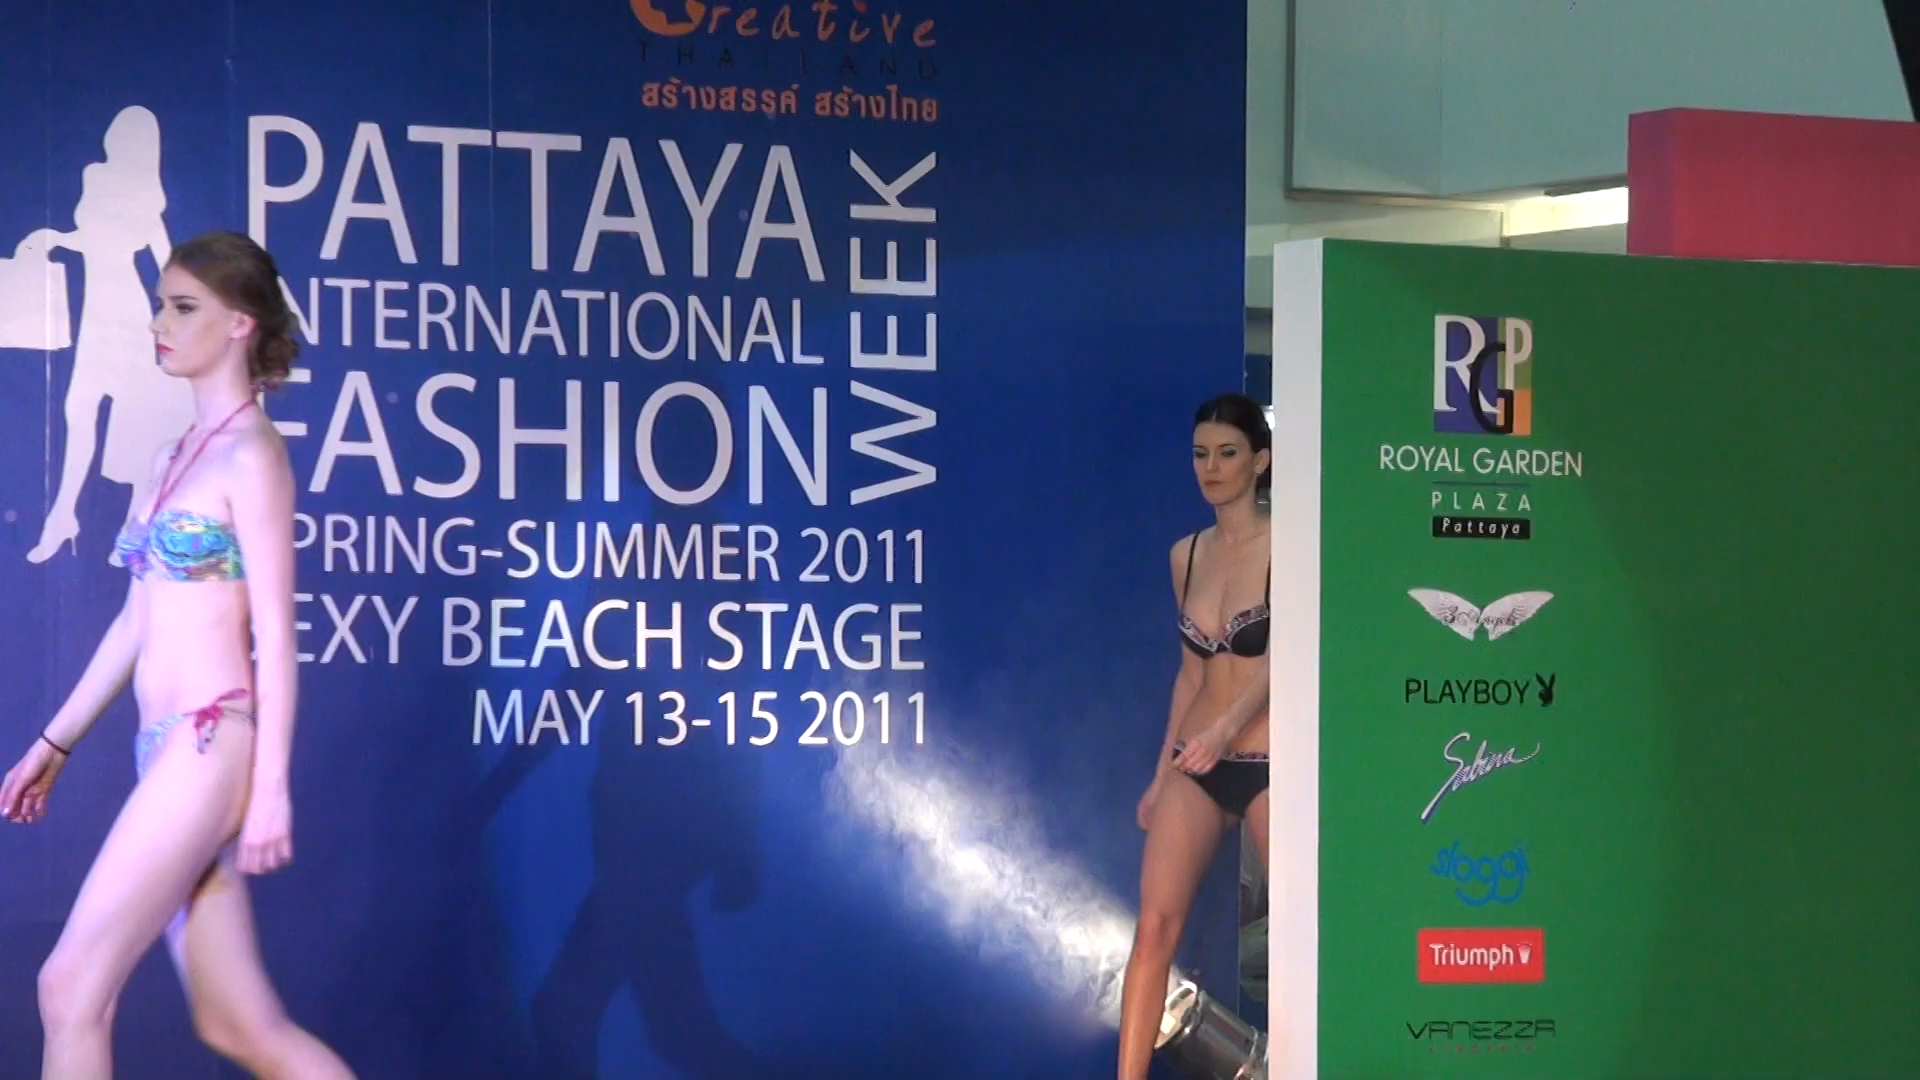 Creative
THAILAND
สร้างสรรค์ สร้างไทย
PATTAYA
INTERNATIONAL
FASHION
WEEK
SPRING-SUMMER 2011
SEXY BEACH STAGE
MAY 13-15 2011
RGP
ROYAL GARDEN
PLAZA
Pattaya
PLAYBOY
Sabina
sloggi
Triumph
VANEZZA